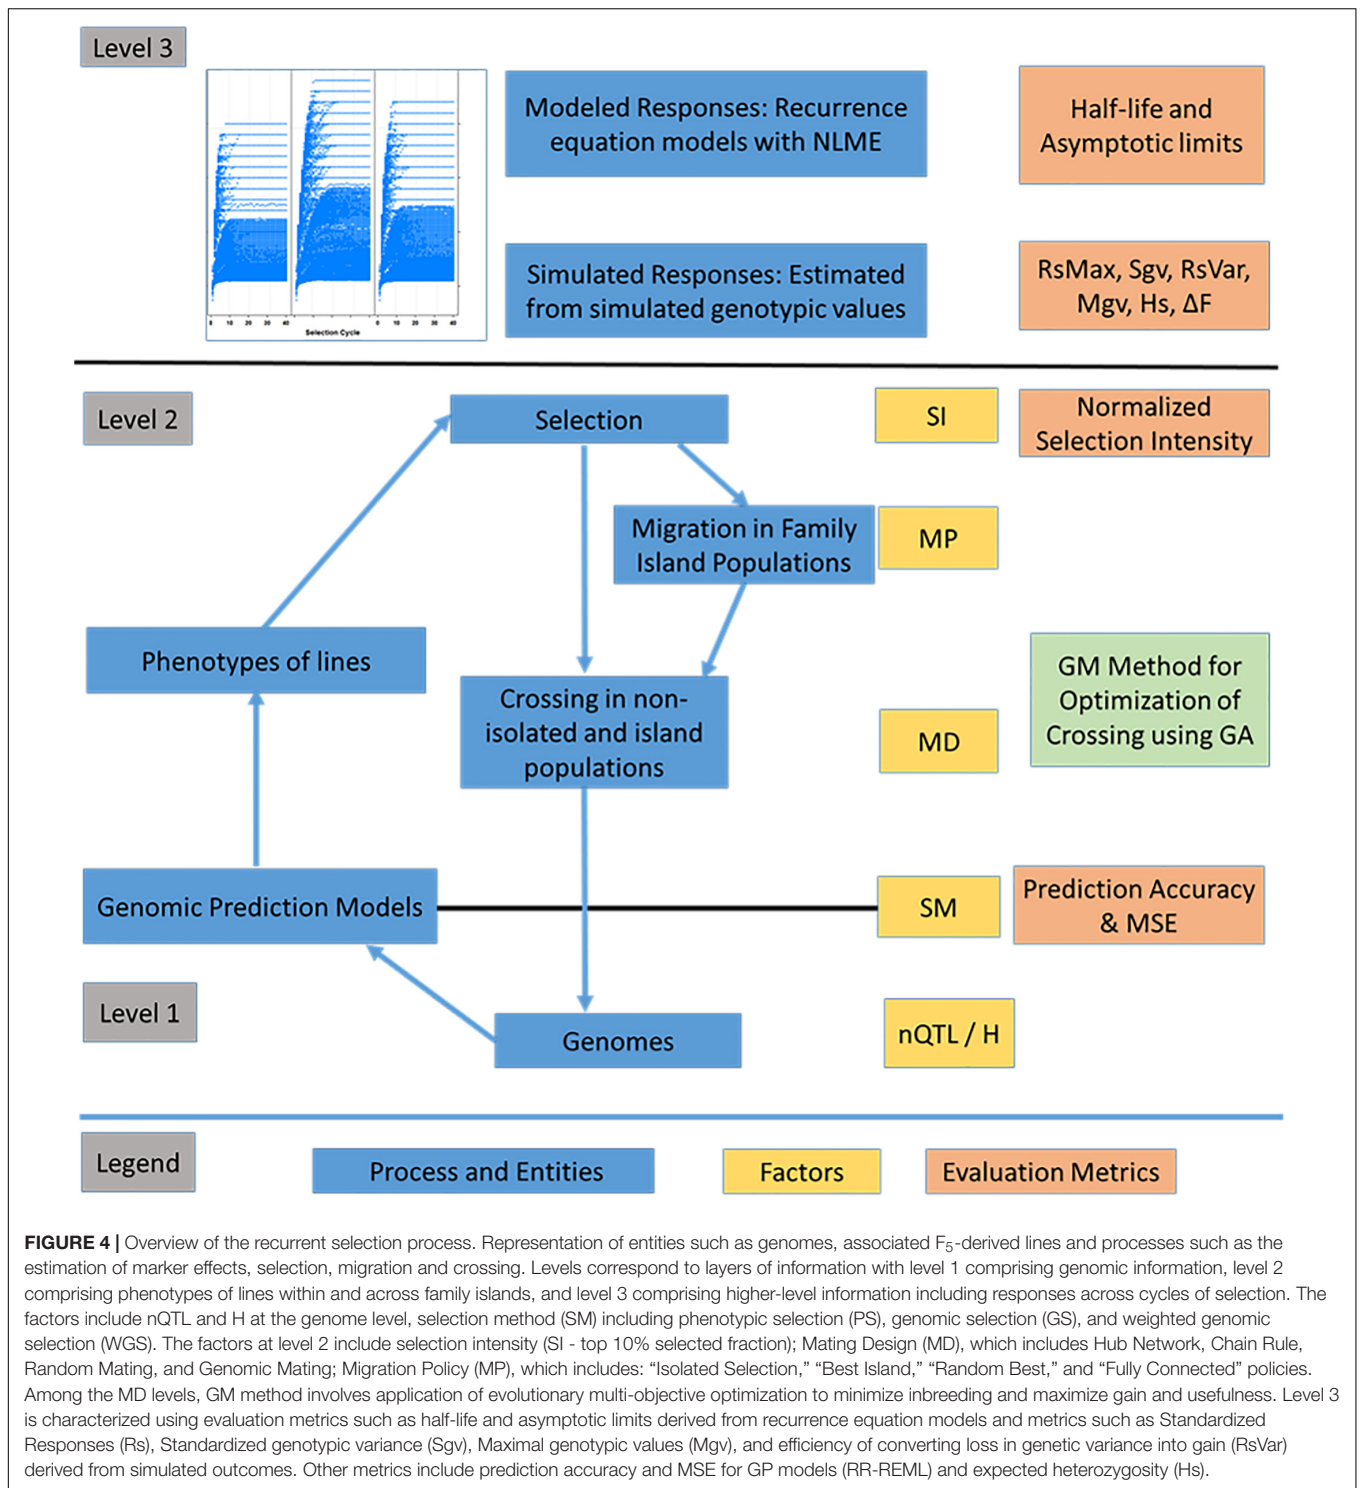 Level 3
Modeled Responses: Recurrence
equation models with NLME
Half-life and
Asymptotic limits
Simulated Responses: Estimated
from simulated genotypic values
RsMax, Sgv, RsVar,
Mgv, Hs, ΔF
0 10 20 30 40 0 10 20 30 40
Selection Cycle
Level 2
Selection
SI
Normalized
Selection Intensity
Migration in Family
Island Populations
MP
Phenotypes of lines
Crossing in non-
isolated and island
populations
MD
GM Method for
Optimization of
Crossing using GA
Genomic Prediction Models
SM
Prediction Accuracy
& MSE
Level 1
Genomes
nQTL / H
Legend
Process and Entities
Factors
Evaluation Metrics
FIGURE 4 | Overview of the recurrent selection process. Representation of entities such as genomes, associated F5-derived lines and processes such as the
estimation of marker effects, selection, migration and crossing. Levels correspond to layers of information with level 1 comprising genomic information, level 2
comprising phenotypes of lines within and across family islands, and level 3 comprising higher-level information including responses across cycles of selection. The
factors include nQTL and H at the genome level, selection method (SM) including phenotypic selection (PS), genomic selection (GS), and weighted genomic
selection (WGS). The factors at level 2 include selection intensity (SI - top 10% selected fraction); Mating Design (MD), which includes Hub Network, Chain Rule,
Random Mating, and Genomic Mating; Migration Policy (MP), which includes: “Isolated Selection,” “Best Island,” “Random Best,” and “Fully Connected” policies.
Among the MD levels, GM method involves application of evolutionary multi-objective optimization to minimize inbreeding and maximize gain and usefulness. Level 3
is characterized using evaluation metrics such as half-life and asymptotic limits derived from recurrence equation models and metrics such as Standardized
Responses (Rs), Standardized genotypic variance (Sgv), Maximal genotypic values (Mgv), and efficiency of converting loss in genetic variance into gain (RsVar)
derived from simulated outcomes. Other metrics include prediction accuracy and MSE for GP models (RR-REML) and expected heterozygosity (Hs).